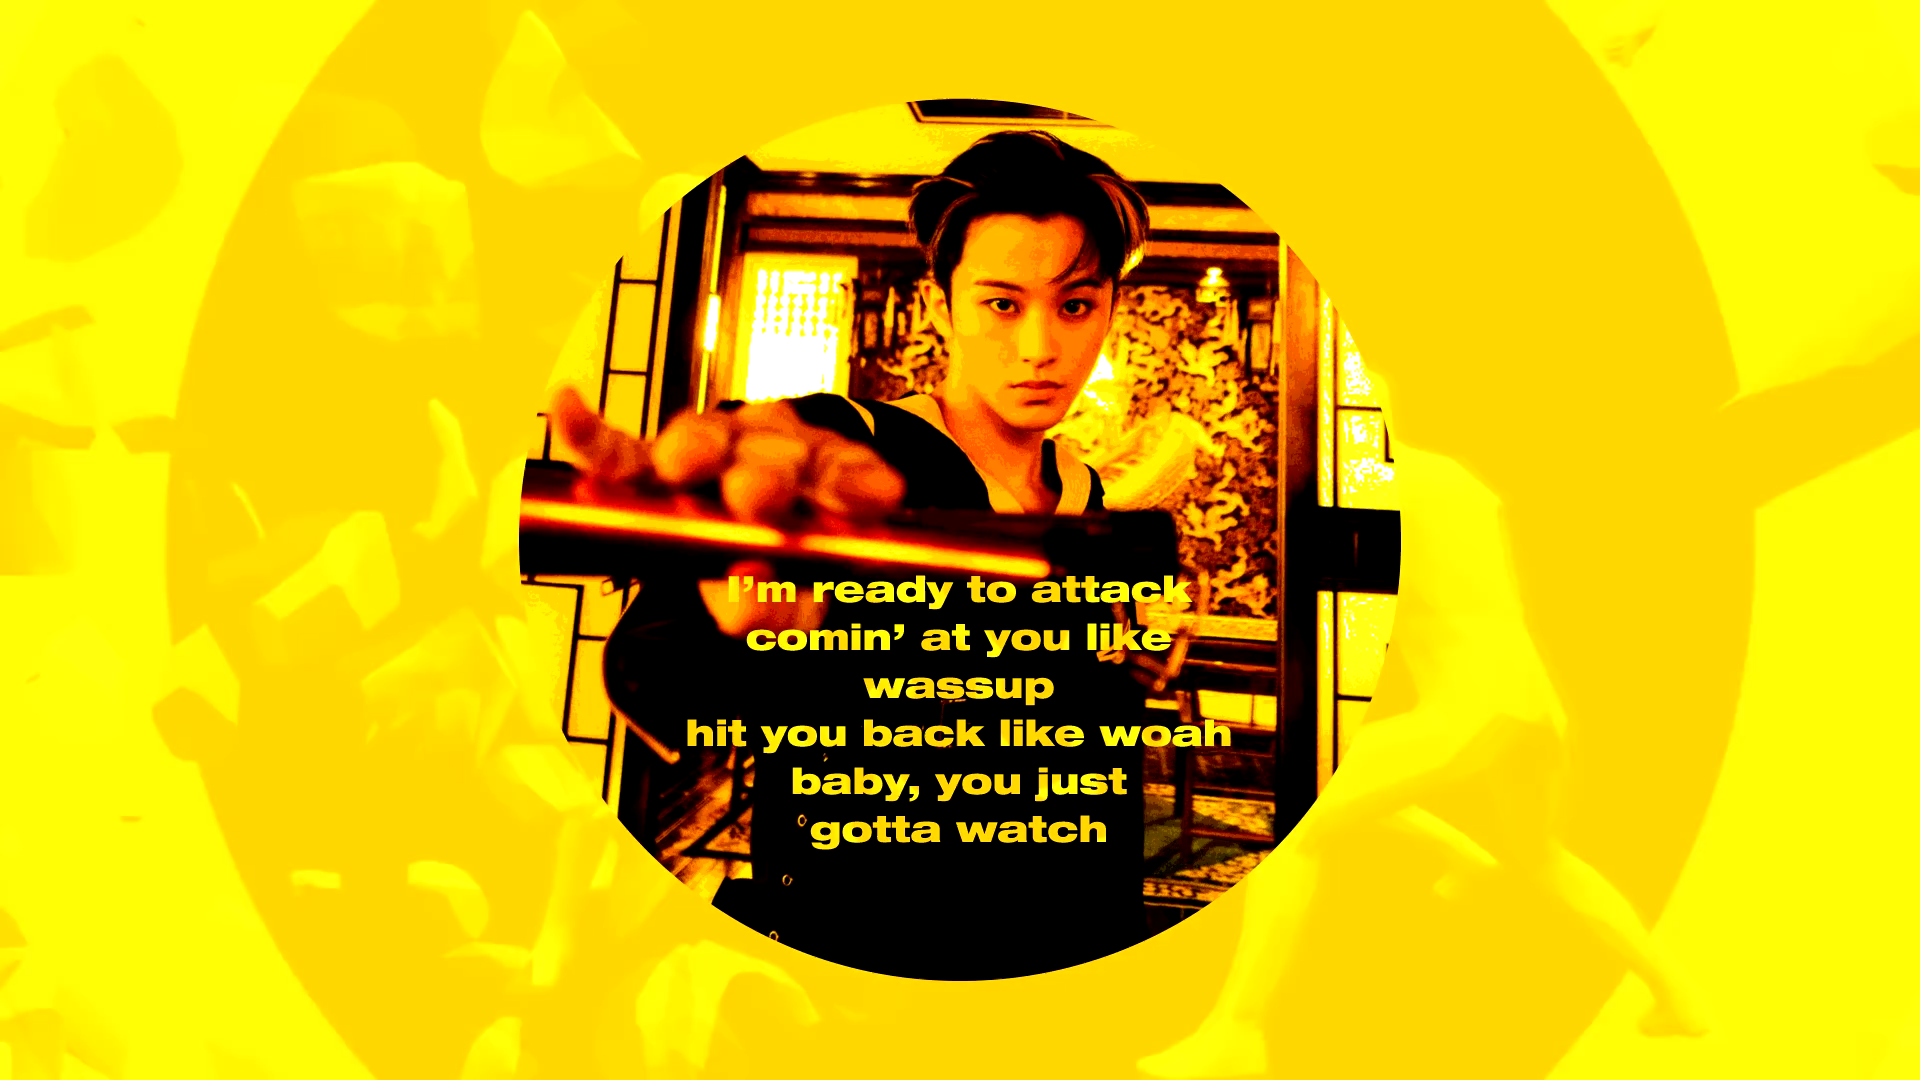 I’m ready to attack
comin’ at you like
wassup
hit you back like woah
baby, you just
gotta watch